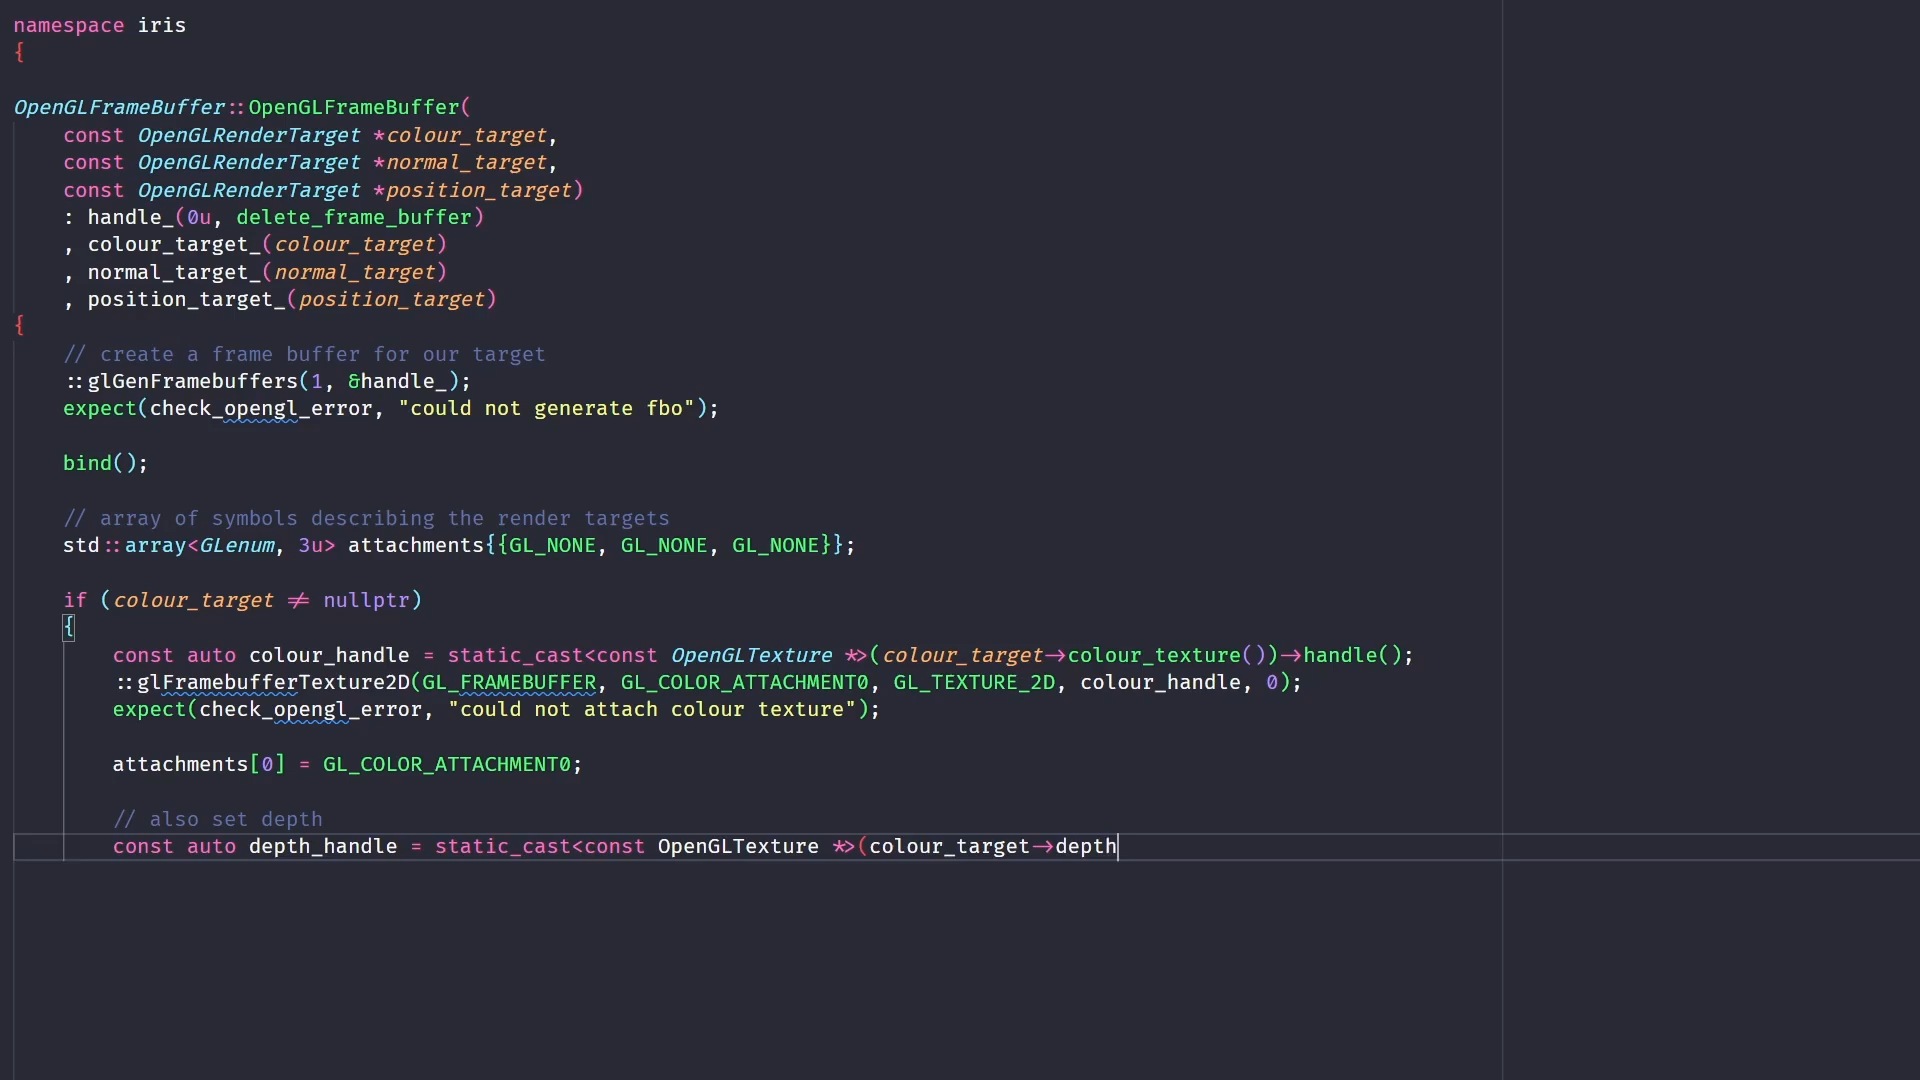 namespace iris
{
OpenGLFrameBuffer::OpenGLFrameBuffer(
    const OpenGLRenderTarget *colour_target,
    const OpenGLRenderTarget *normal_target,
    const OpenGLRenderTarget *position_target)
    : handle_(0u, delete_frame_buffer)
    , colour_target_(colour_target)
    , normal_target_(normal_target)
    , position_target_(position_target)
{
    // create a frame buffer for our target
    ::glGenFramebuffers(1, &handle_);
    expect(check_opengl_error, "could not generate fbo");
    bind();
    // array of symbols describing the render targets
    std::array<GLenum, 3u> attachments{{GL_NONE, GL_NONE, GL_NONE}};
    if (colour_target != nullptr)
    {
        const auto colour_handle = static_cast<const OpenGLTexture *>(colour_target->colour_texture())->handle();
        ::glFramebufferTexture2D(GL_FRAMEBUFFER, GL_COLOR_ATTACHMENT0, GL_TEXTURE_2D, colour_handle, 0);
        expect(check_opengl_error, "could not attach colour texture");
        attachments[0] = GL_COLOR_ATTACHMENT0;
        // also set depth
        const auto depth_handle = static_cast<const OpenGLTexture *>(colour_target->depth